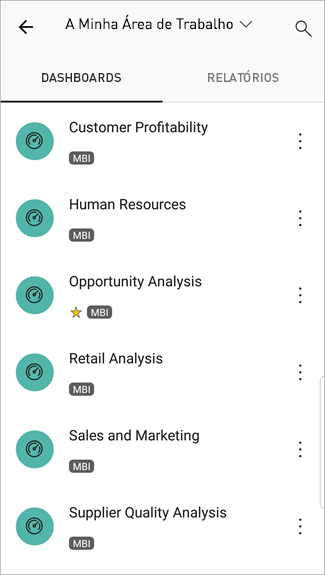 A Minha Área de Trabalho
DASHBOARDS RELATÓRIOS
Customer Profitability
MBI
Human Resources
MBI
Opportunity Analysis
MBI
Retail Analysis
MBI
Sales and Marketing
MBI
Supplier Quality Analysis
MBI